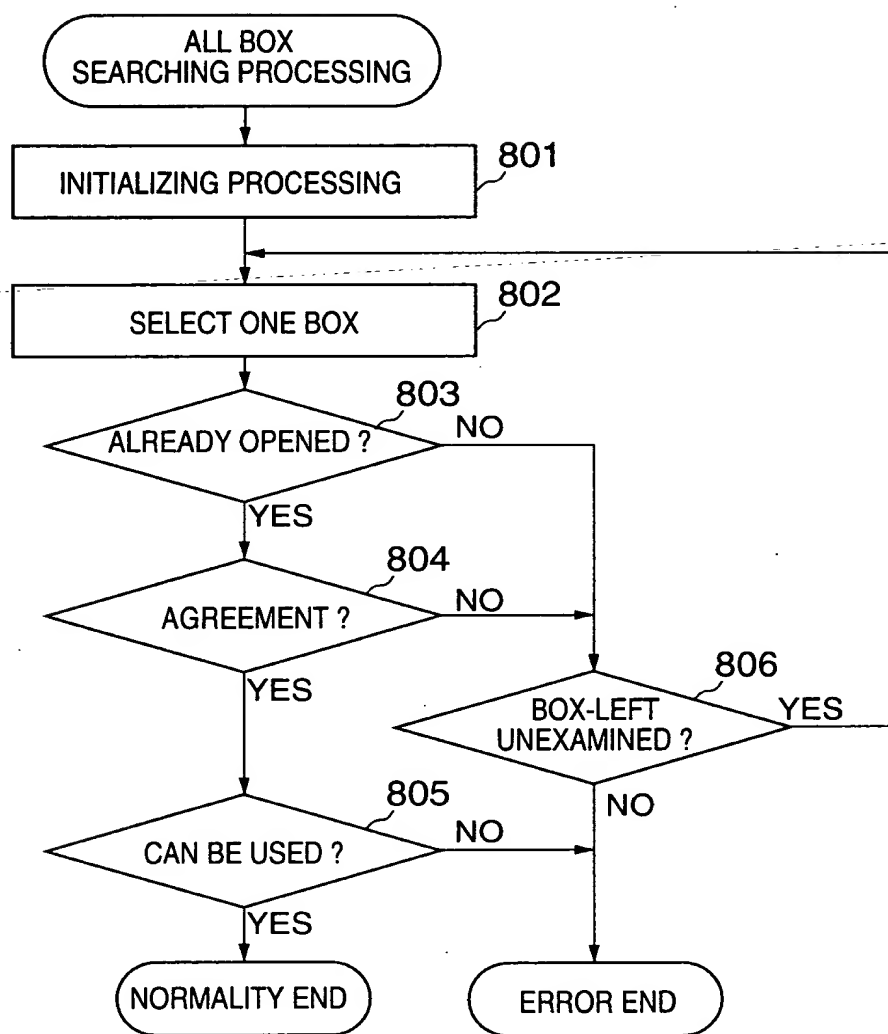 ALL BOX
SEARCHING PROCESSING
801
INITIALIZING PROCESSING
802
SELECT ONE BOX
803
ALREADY OPENED ?
NO
YES
804
AGREEMENT ?
NO
YES
806
BOX-LEFT
UNEXAMINED ?
YES
NO
805
CAN BE USED ?
NO
YES
NORMALITY END
ERROR END